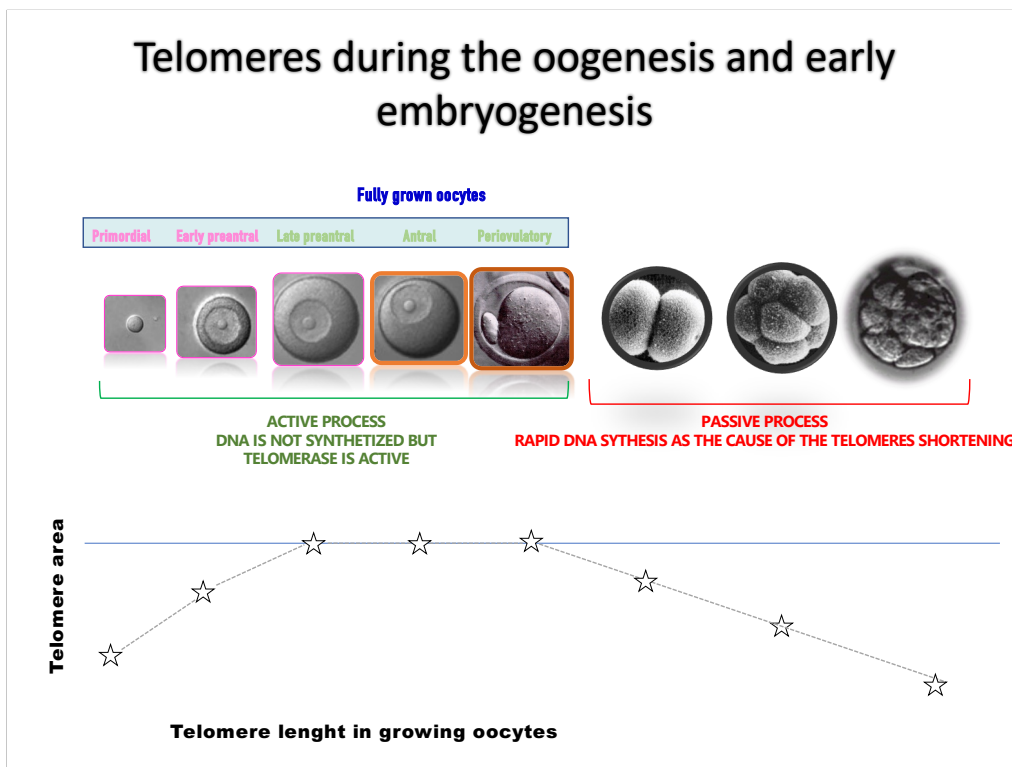 Telomeres during the oogenesis and early
embryogenesis
Fully grown oocytes
Primordial Early preantral Late preantral Antral Periovulatory
ACTIVE PROCESS
DNA IS NOT SYNTHETIZED BUT
TELOMERASE IS ACTIVE
PASSIVE PROCESS
RAPID DNA SYTHESIS AS THE CAUSE OF THE TELOMERES SHORTENING
Telomere area
Telomere lenght in growing oocytes